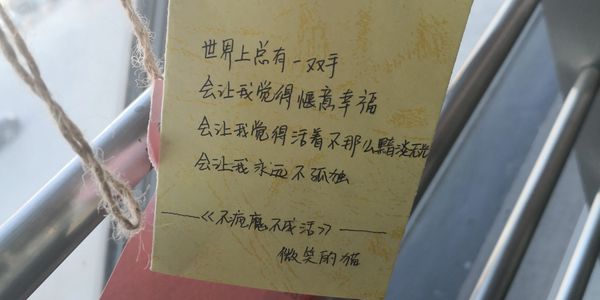 世界上总有一双手
会让我觉得惬意幸福
会让我觉得活着不那么黯淡无光
会让我永远不孤独
——《不疯魔不成活》——
微笑的猫